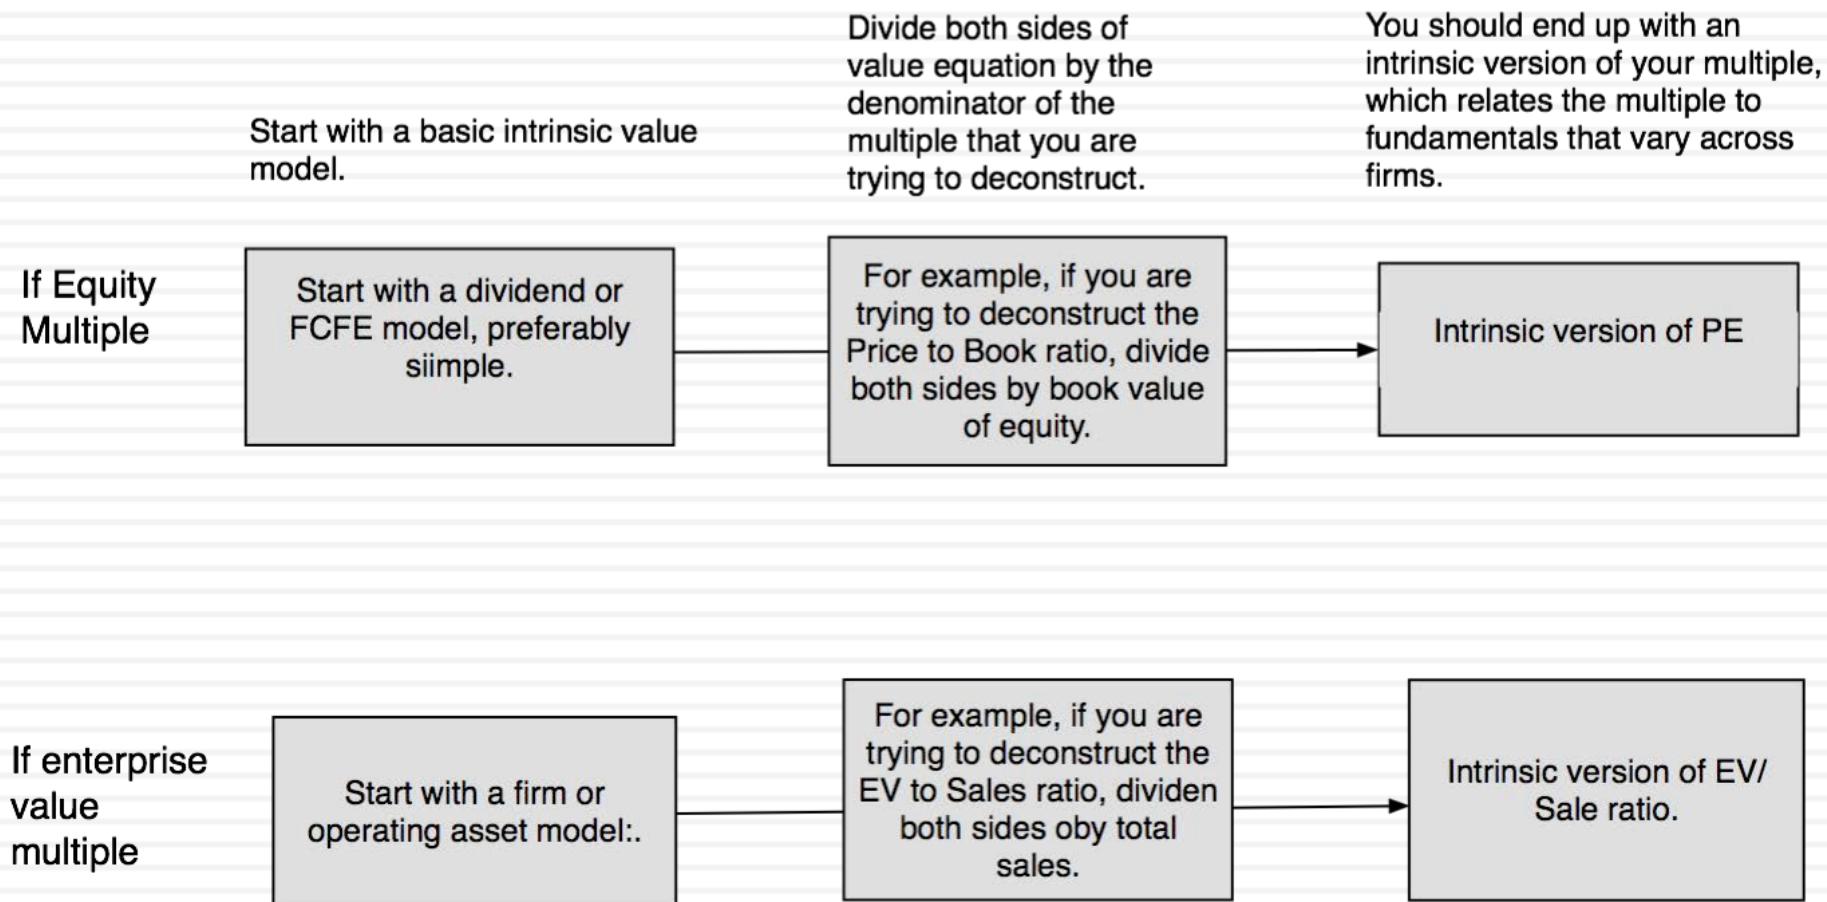 Start with a basic intrinsic value
model.
Divide both sides of
value equation by the
denominator of the
multiple that you are
trying to deconstruct.
You should end up with an
intrinsic version of your multiple,
which relates the multiple to
fundamentals that vary across
firms.
If Equity
Multiple
Start with a dividend or
FCFE model, preferably
siimple.
For example, if you are
trying to deconstruct the
Price to Book ratio, divide
both sides by book value
of equity.
Intrinsic version of PE
If enterprise
value
multiple
Start with a firm or
operating asset model:.
For example, if you are
trying to deconstruct the
EV to Sales ratio, dividen
both sides oby total
sales.
Intrinsic version of EV/
Sale ratio.